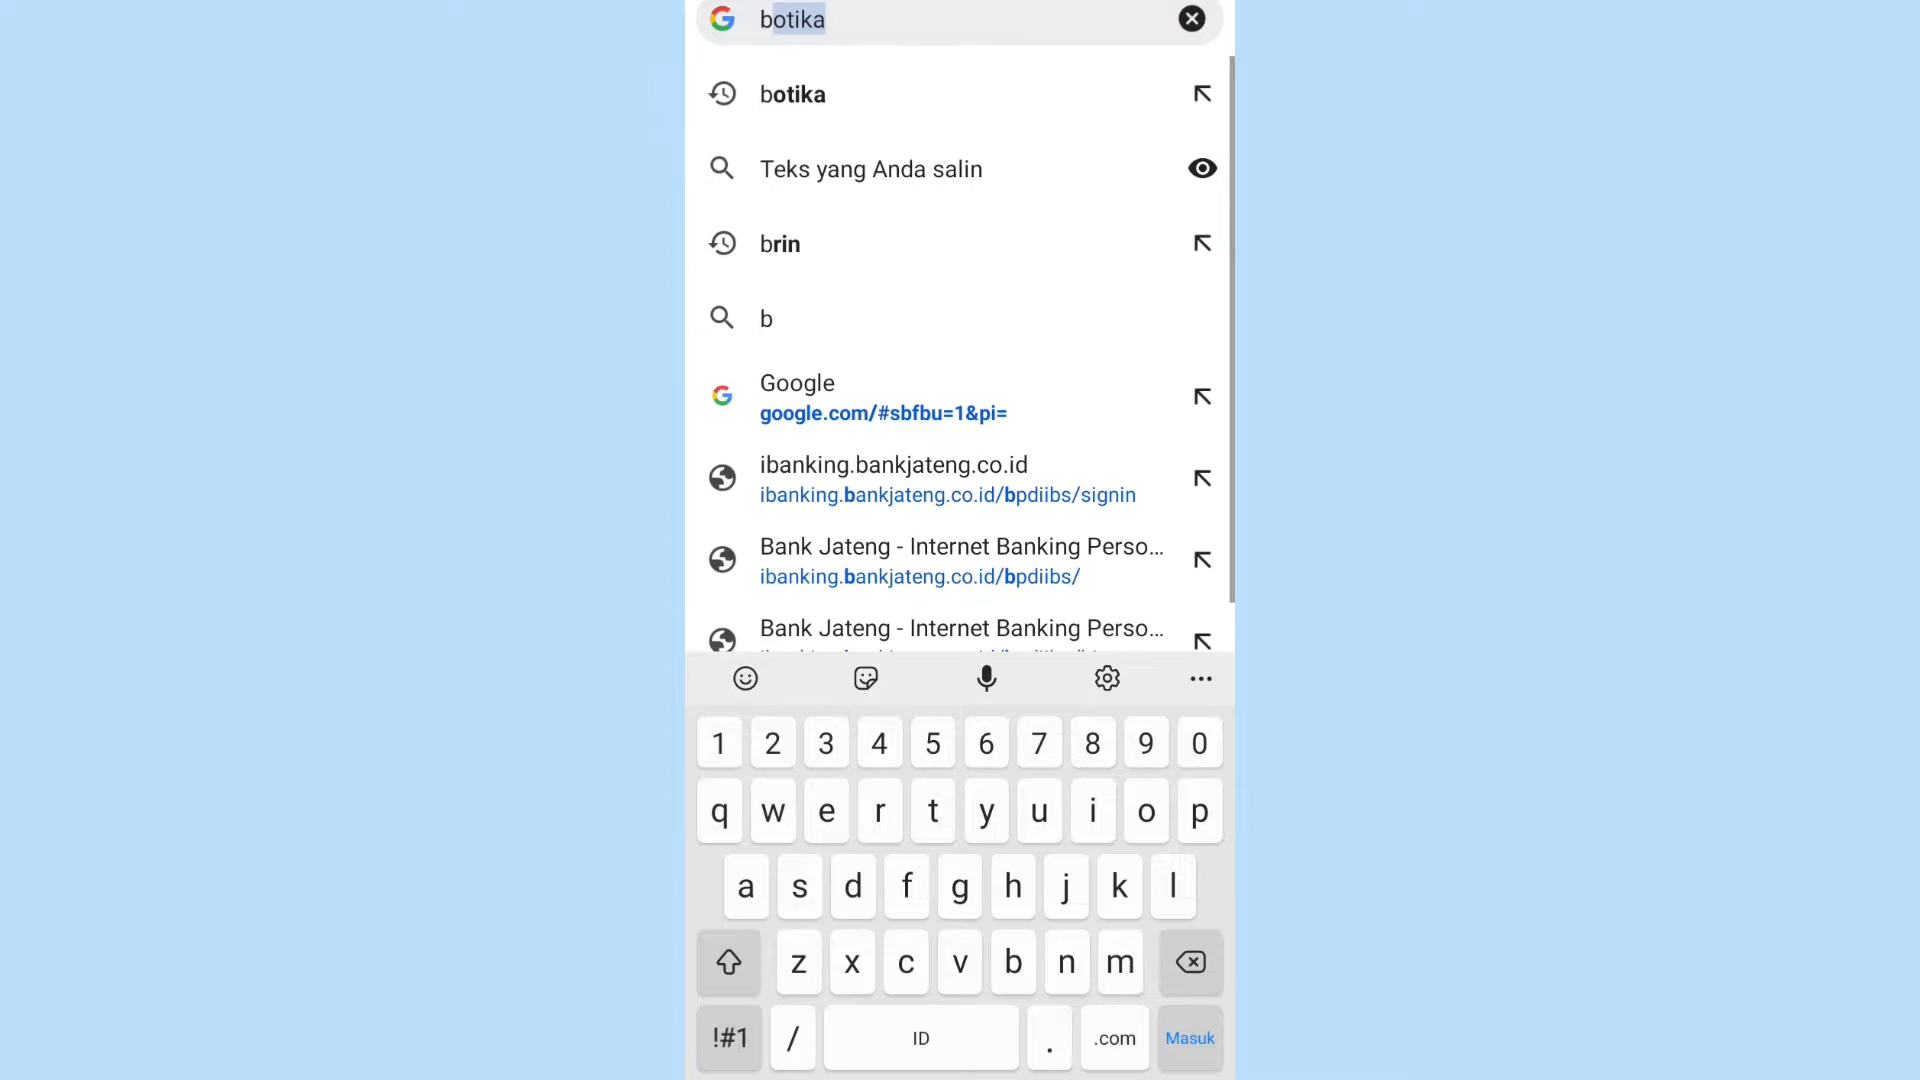 botika
botika
Teks yang Anda salin
brin
b
Google
google.com/#sbfbu=1&pi=
ibanking.bankjateng.co.id
ibanking.bankjateng.co.id/bpdiibs/signin
Bank Jateng - Internet Banking Perso...
ibanking.bankjateng.co.id/bpdiibs/
Bank Jateng - Internet Banking Perso...
1 2 3 4 5 6 7 8 9 0
q w e r t y u i o p
a s d f g h j k l
z x c v b n m
!#1 / ID . .com Masuk